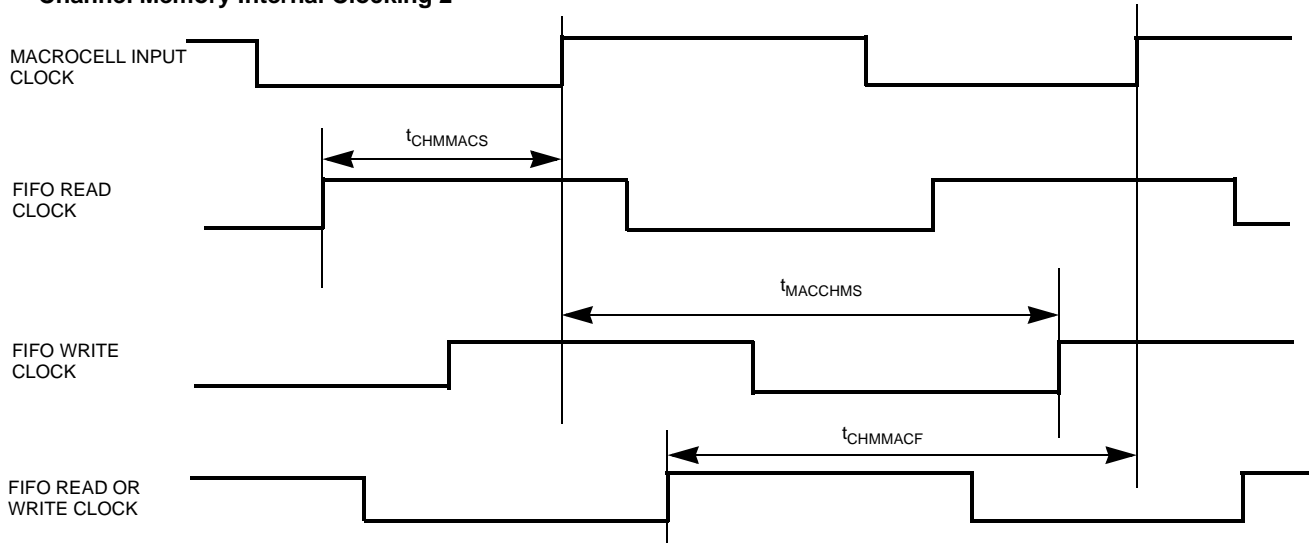 Channel Memory Internal Clocking 2
MACROCELL INPUT
CLOCK
tCHMMACS
FIFO READ
CLOCK
tMACCHMS
FIFO WRITE
CLOCK
tCHMMACF
FIFO READ OR
WRITE CLOCK